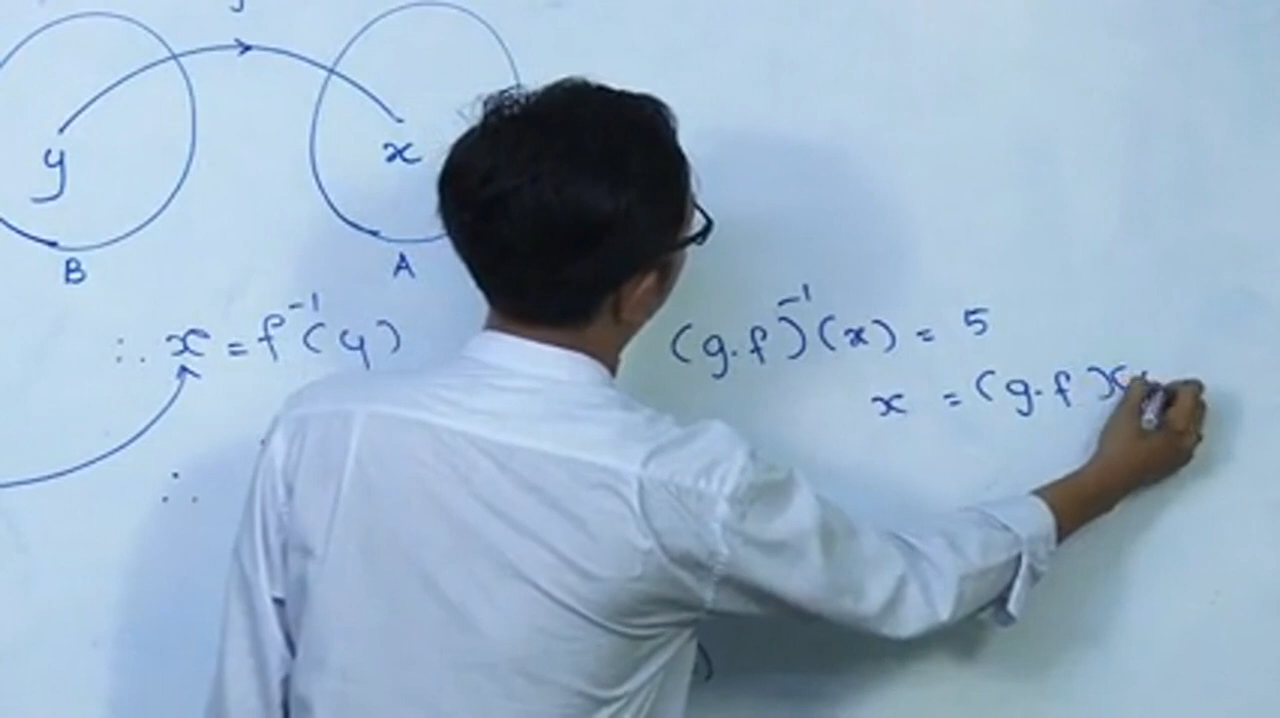 y
x
B
A
∴ x = f⁻¹(y)
(g.f)⁻¹(x) = 5
x = (g.f)(
∴